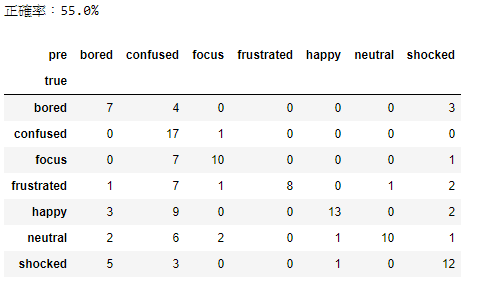 正確率：55.0%
pre bored confused focus frustrated happy neutral shocked
true
bored 7 4 0 0 0 0 3
confused 0 17 1 0 0 0 0
focus 0 7 10 0 0 0 1
frustrated 1 7 1 8 0 1 2
happy 3 9 0 0 13 0 2
neutral 2 6 2 0 1 10 1
shocked 5 3 0 0 1 0 12